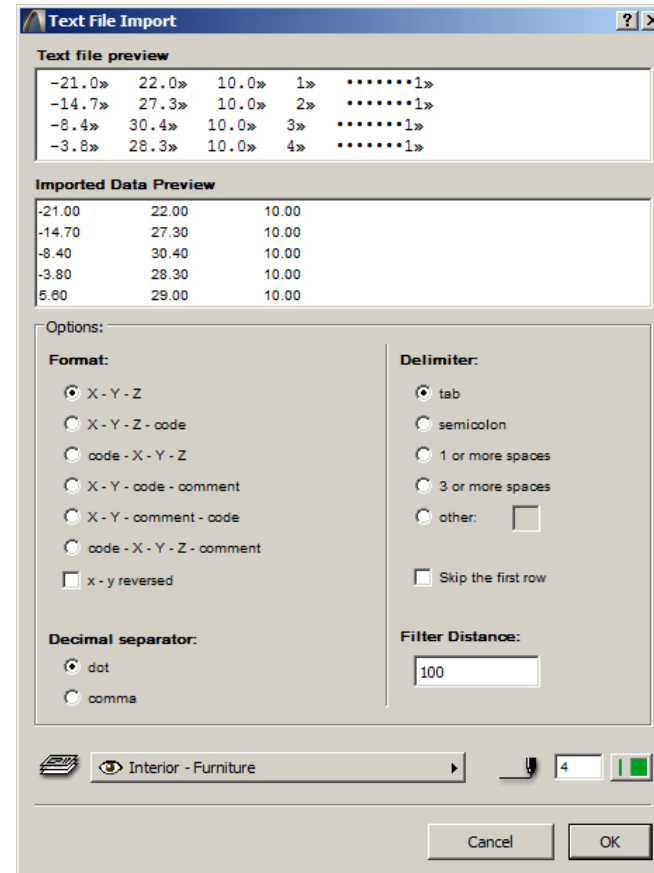 Text File Import
Text file preview
-21.0» 22.0» 10.0» 1» •••••••1»
-14.7» 27.3» 10.0» 2» •••••••1»
-8.4» 30.4» 10.0» 3» •••••••1»
-3.8» 28.3» 10.0» 4» •••••••1»
Imported Data Preview
-21.00 22.00 10.00
-14.70 27.30 10.00
-8.40 30.40 10.00
-3.80 28.30 10.00
5.60 29.00 10.00
Options:
Format:
X - Y - Z
X - Y - Z - code
code - X - Y - Z
X - Y - code - comment
X - Y - comment - code
code - X - Y - Z - comment
x - y reversed
Decimal separator:
dot
comma
Delimiter:
tab
semicolon
1 or more spaces
3 or more spaces
other:
Skip the first row
Filter Distance:
100
Interior - Furniture
4
Cancel
OK